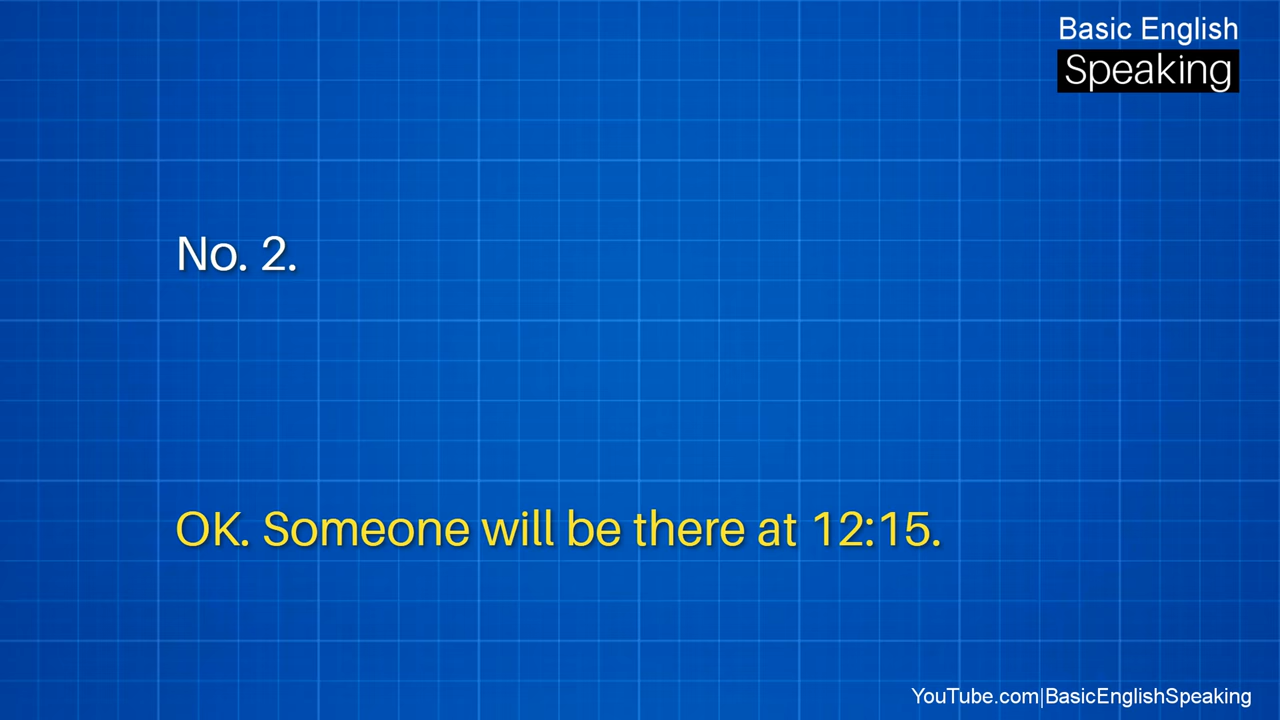 Basic English
Speaking
No. 2.
OK. Someone will be there at 12:15.
YouTube.com|BasicEnglishSpeaking